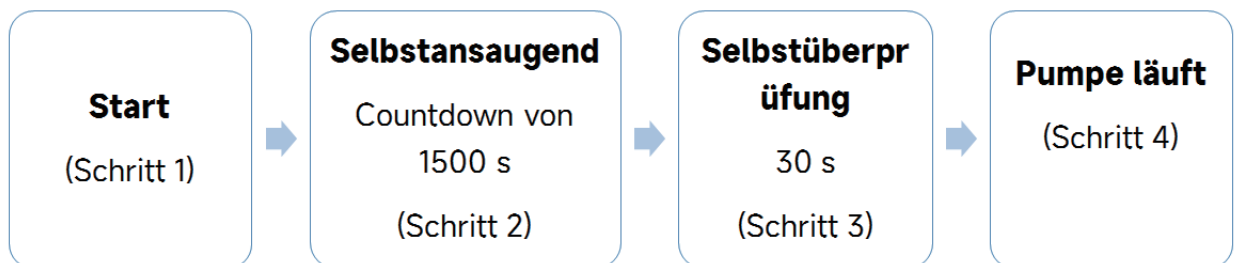 Start
(Schritt 1)
Selbstansaugend
Countdown von
1500 s
(Schritt 2)
Selbstüberpr
üfung
30 s
(Schritt 3)
Pumpe läuft
(Schritt 4)